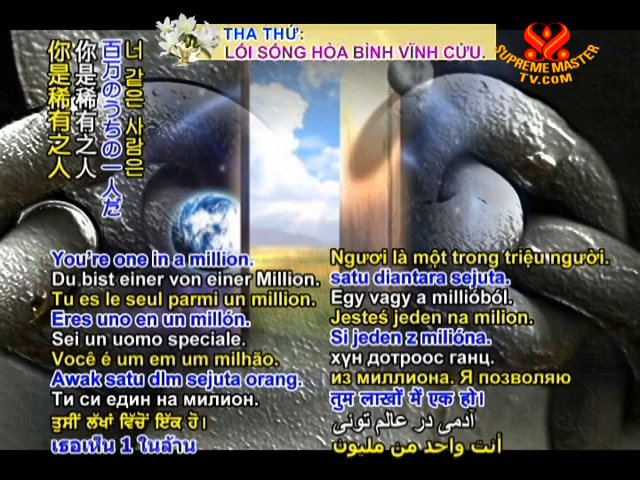 THA THỨ:
LỐI SỐNG HÒA BÌNH VĨNH CỬU.
SUPREME MASTER
TV.COM
너 같은 사람은
百万のうちの一人だ
你是稀有之人
你是稀有之人
You're one in a million.
Du bist einer von einer Million.
Tu es le seul parmi un million.
Eres uno en un millón.
Sei un uomo speciale.
Você é um em um milhão.
Awak satu dlm sejuta orang.
Ти си един на милион.
ਤੁਸੀਂ ਲੱਖਾਂ ਵਿੱਚੋਂ ਇੱਕ ਹੋ।
เธอเห็น 1 ในล้าน
Ngươi là một trong triệu người.
satu diantara sejuta.
Egy vagy a millióból.
Jesteś jeden na milion.
Si jeden z milióna.
хүн дотроос ганц.
из миллиона. Я позволяю
तुम लाखों में एक हो।
آدمی در عالم تونی
أنت واحد من مليون